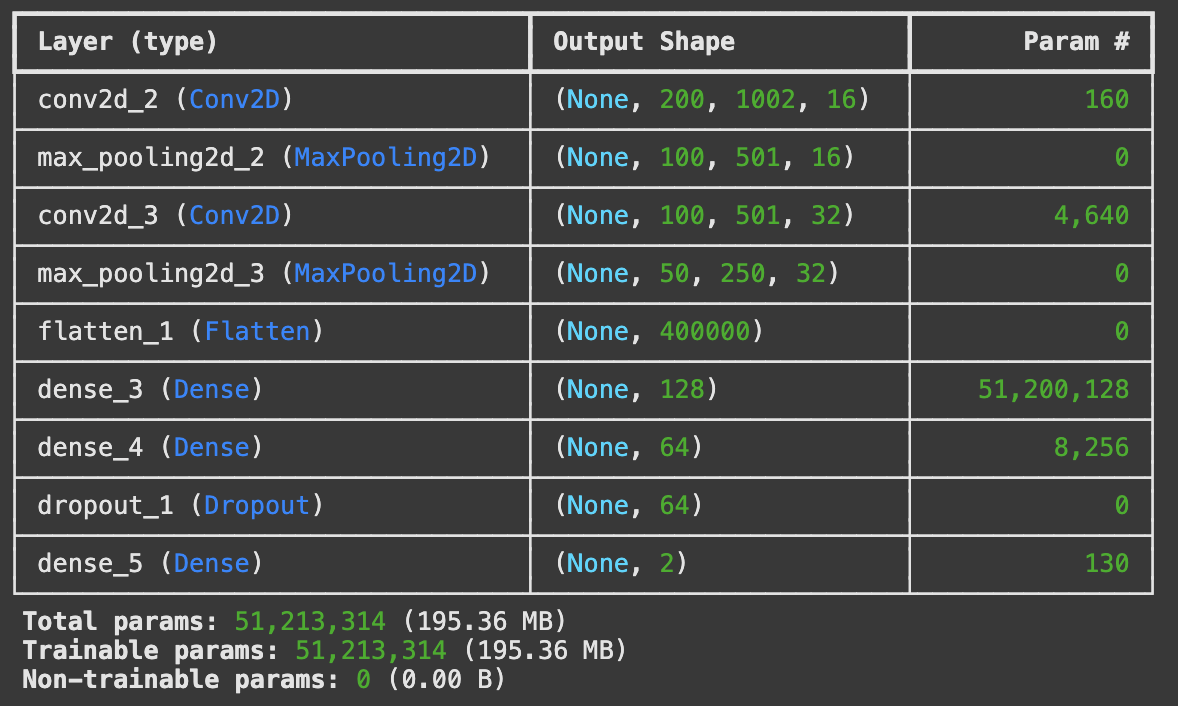 Layer (type) Output Shape Param #
conv2d_2 (Conv2D) (None, 200, 1002, 16) 160
max_pooling2d_2 (MaxPooling2D) (None, 100, 501, 16) 0
conv2d_3 (Conv2D) (None, 100, 501, 32) 4,640
max_pooling2d_3 (MaxPooling2D) (None, 50, 250, 32) 0
flatten_1 (Flatten) (None, 400000) 0
dense_3 (Dense) (None, 128) 51,200,128
dense_4 (Dense) (None, 64) 8,256
dropout_1 (Dropout) (None, 64) 0
dense_5 (Dense) (None, 2) 130
Total params: 51,213,314 (195.36 MB)
Trainable params: 51,213,314 (195.36 MB)
Non-trainable params: 0 (0.00 B)